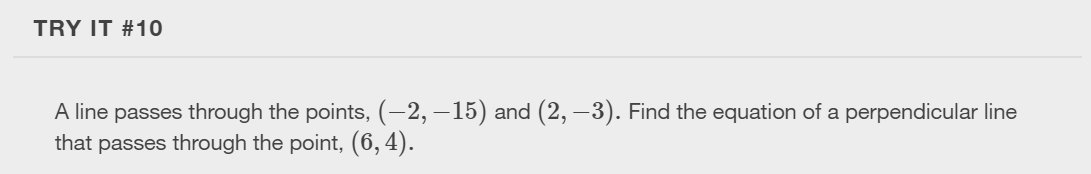 TRY IT #10
A line passes through the points, (−2, −15) and (2, −3). Find the equation of a perpendicular line
that passes through the point, (6, 4).